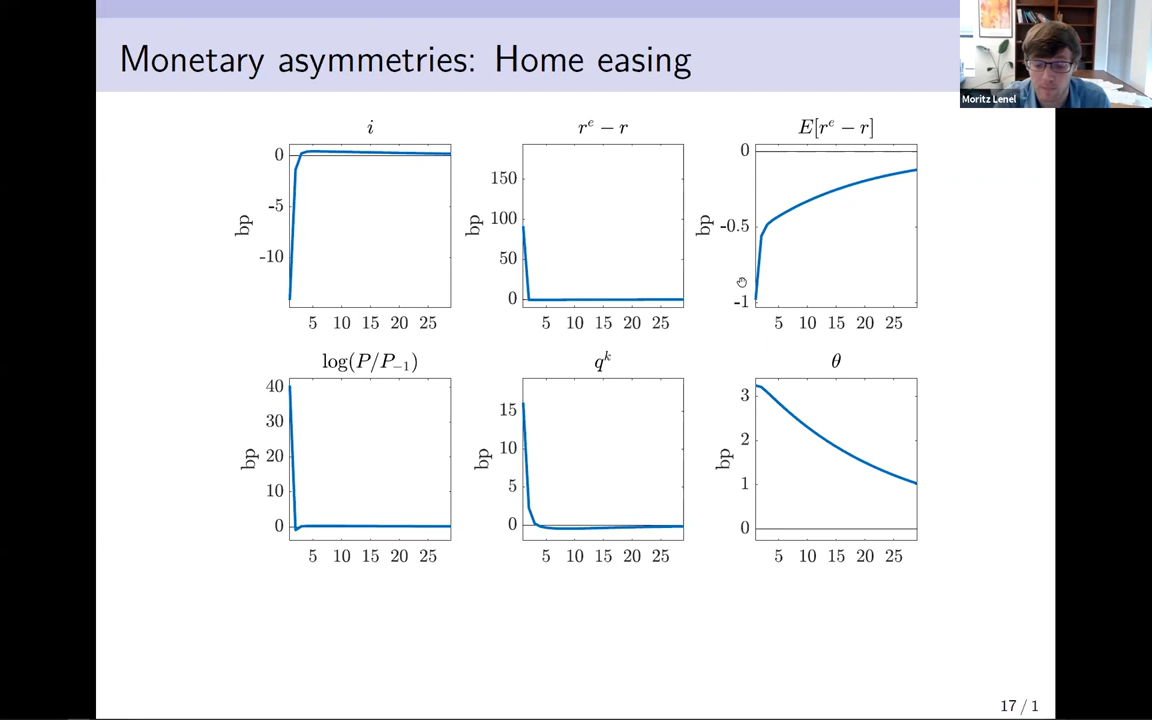 Monetary asymmetries: Home easing
Moritz Lenel
i
r^e − r
E[r^e − r]
bp
0
-5
-10
5 10 15 20 25
bp
150
100
50
0
5 10 15 20 25
bp
0
-0.5
-1
5 10 15 20 25
log(P/P_{−1})
q^k
θ
bp
40
30
20
10
0
5 10 15 20 25
bp
15
10
5
0
5 10 15 20 25
bp
3
2
1
0
5 10 15 20 25
17 / 1